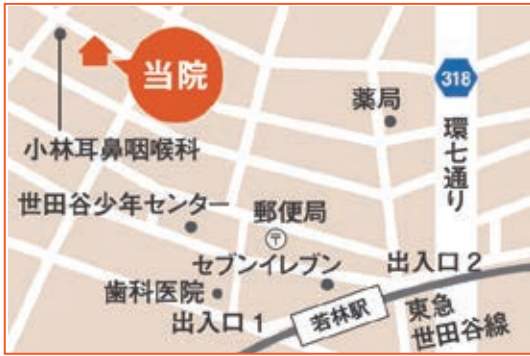 当院
318
薬局
環七通り
小林耳鼻咽喉科
世田谷少年センター
郵便局
〒
セブンイレブン
出入口2
歯科医院
出入口1
若林駅
東急
世田谷線